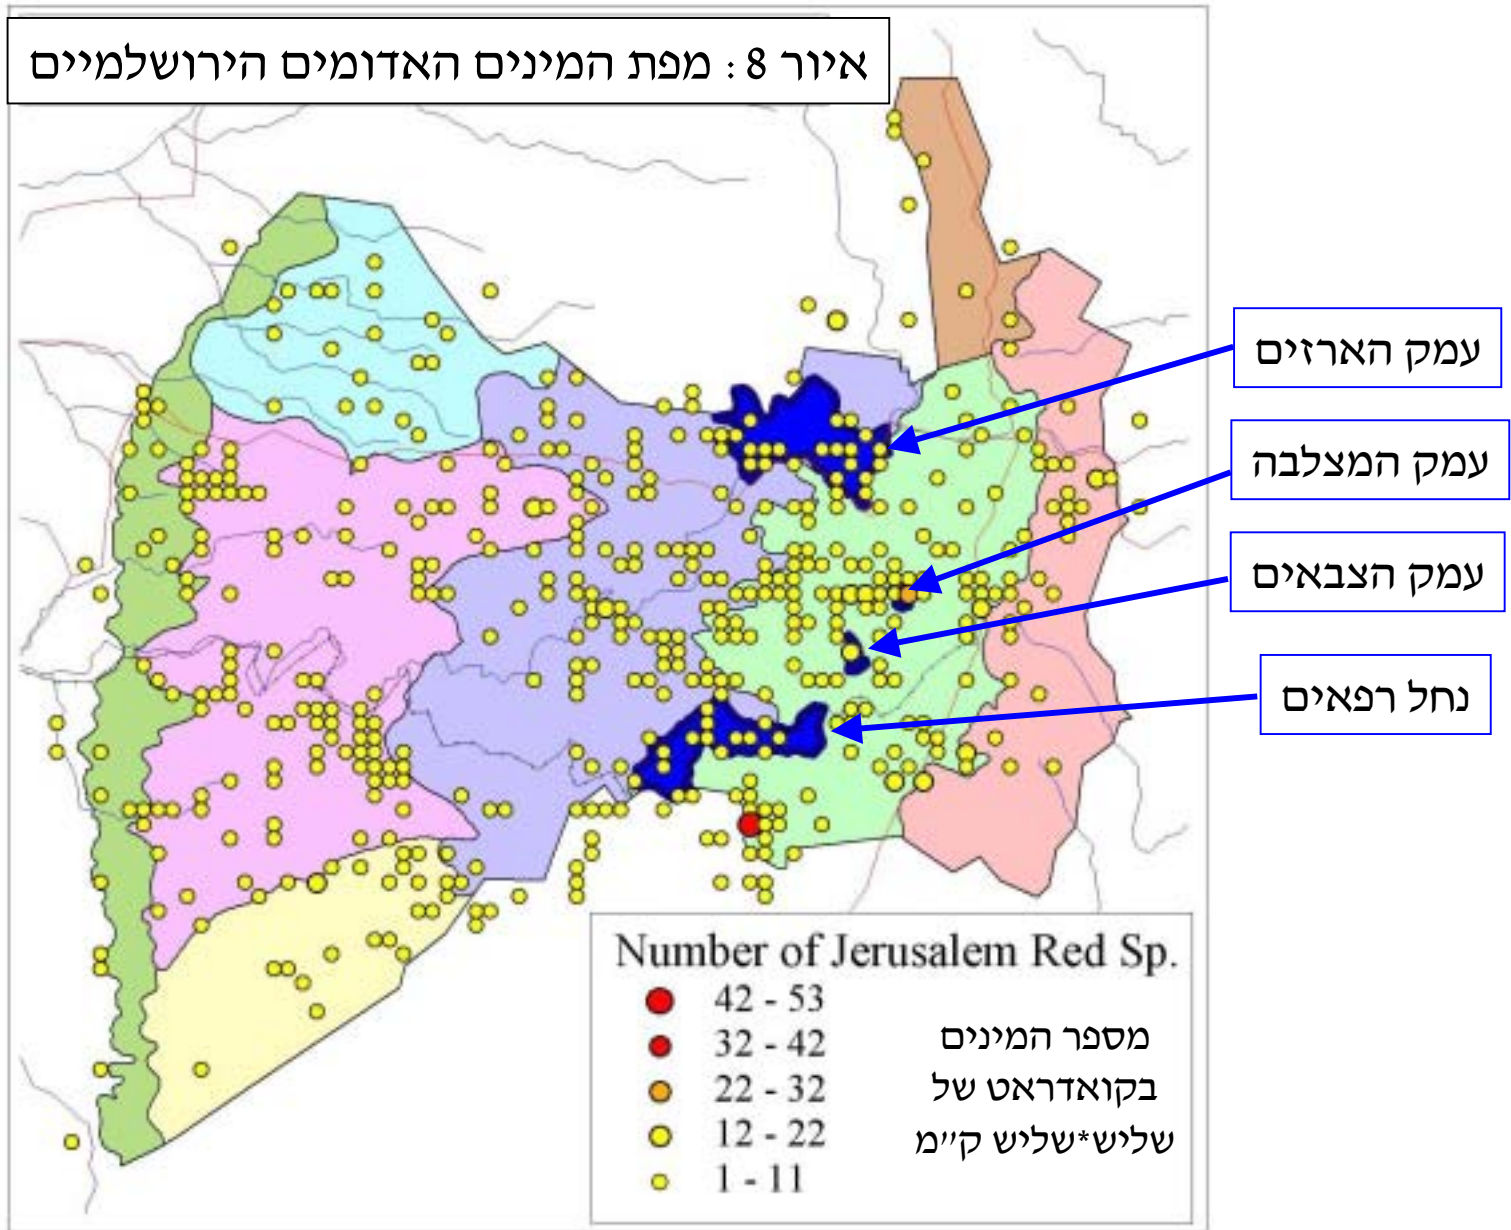 איור 8 : מפת המינים האדומים הירושלמיים
עמק הארזים
עמק המצלבה
עמק הצבאים
נחל רפאים
Number of Jerusalem Red Sp.
42 - 53
32 - 42
22 - 32
12 - 22
1 - 11
מספר המינים
בקואדראט של
שליש*שליש ק״מ